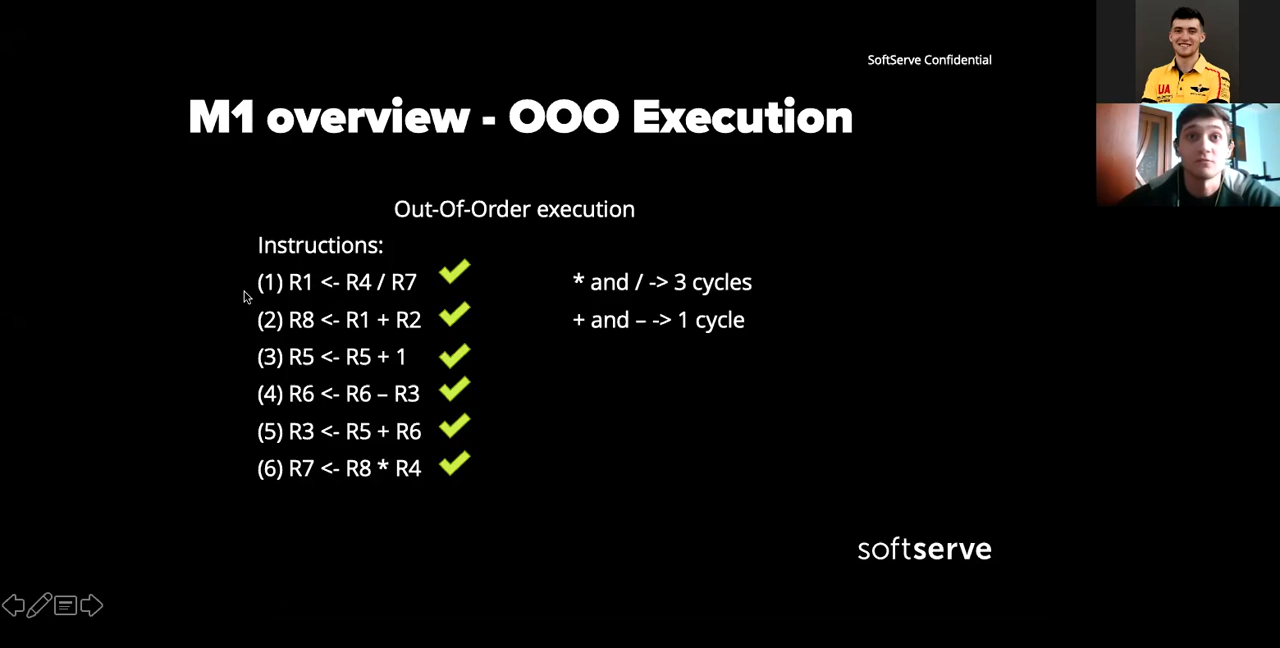 SoftServe Confidential
M1 overview - OOO Execution
Out-Of-Order execution
Instructions:
(1) R1 <- R4 / R7
* and / -> 3 cycles
(2) R8 <- R1 + R2
+ and – -> 1 cycle
(3) R5 <- R5 + 1
(4) R6 <- R6 – R3
(5) R3 <- R5 + R6
(6) R7 <- R8 * R4
softserve
UA